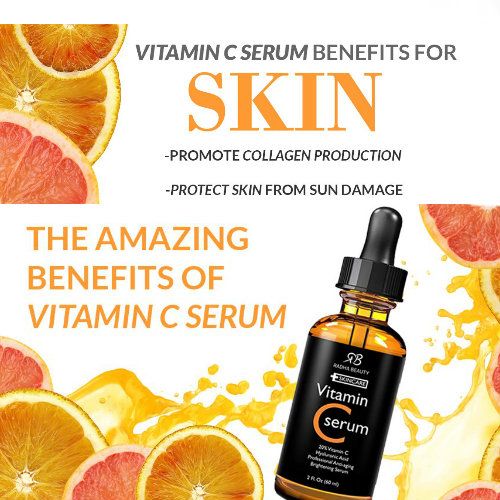 VITAMIN C SERUM BENEFITS FOR
SKIN
-PROMOTE COLLAGEN PRODUCTION
-PROTECT SKIN FROM SUN DAMAGE
THE AMAZING
BENEFITS OF
VITAMIN C SERUM
RB
RADHA BEAUTY
+SKINCARE
Vitamin
C serum
20% Vitamin C
Hyaluronic Acid
Professional Anti-aging
Brightening Serum
2 FL Oz (60 ml)